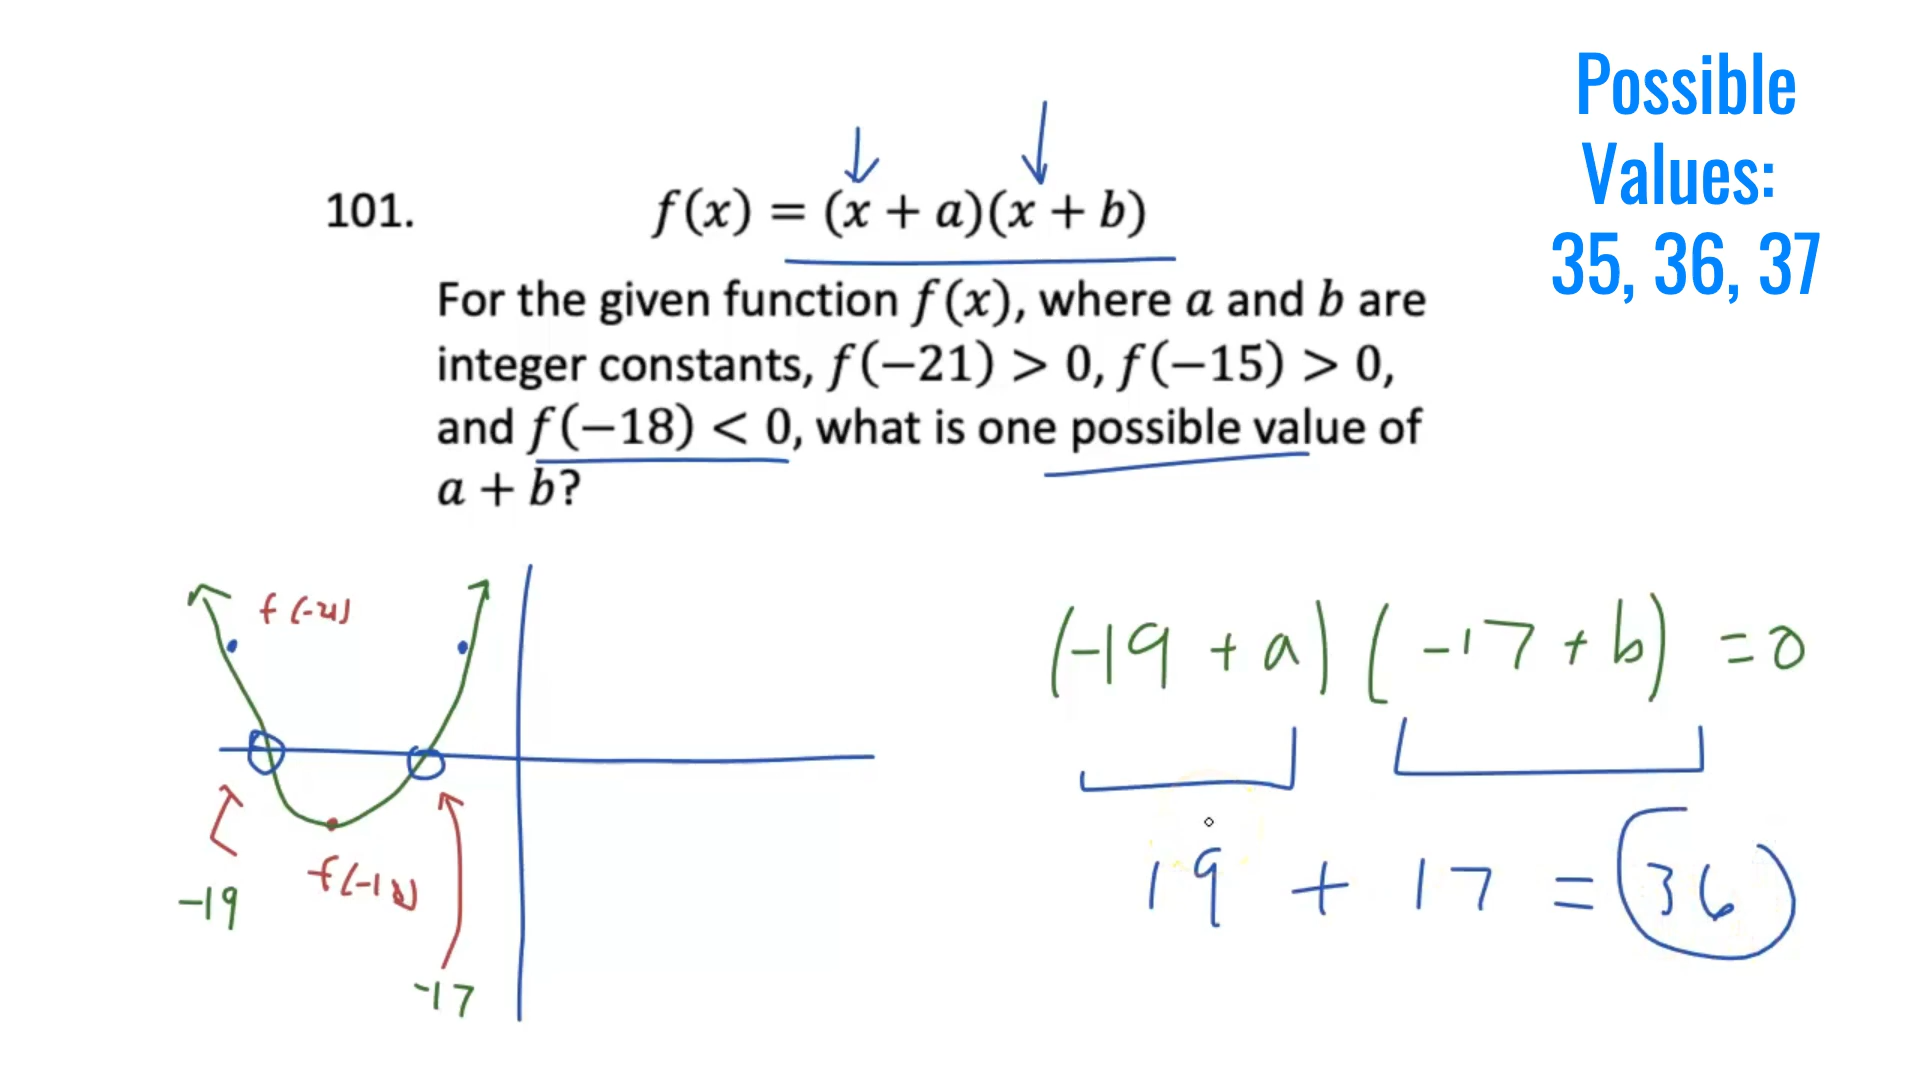 Possible
Values:
35, 36, 37
101. f(x) = (x + a)(x + b)
For the given function f(x), where a and b are
integer constants, f(−21) > 0, f(−15) > 0,
and f(−18) < 0, what is one possible value of
a + b?
f(-21)
(-19 + a)(-17 + b) = 0
f(-18)
-19
-17
19 + 17 = 36